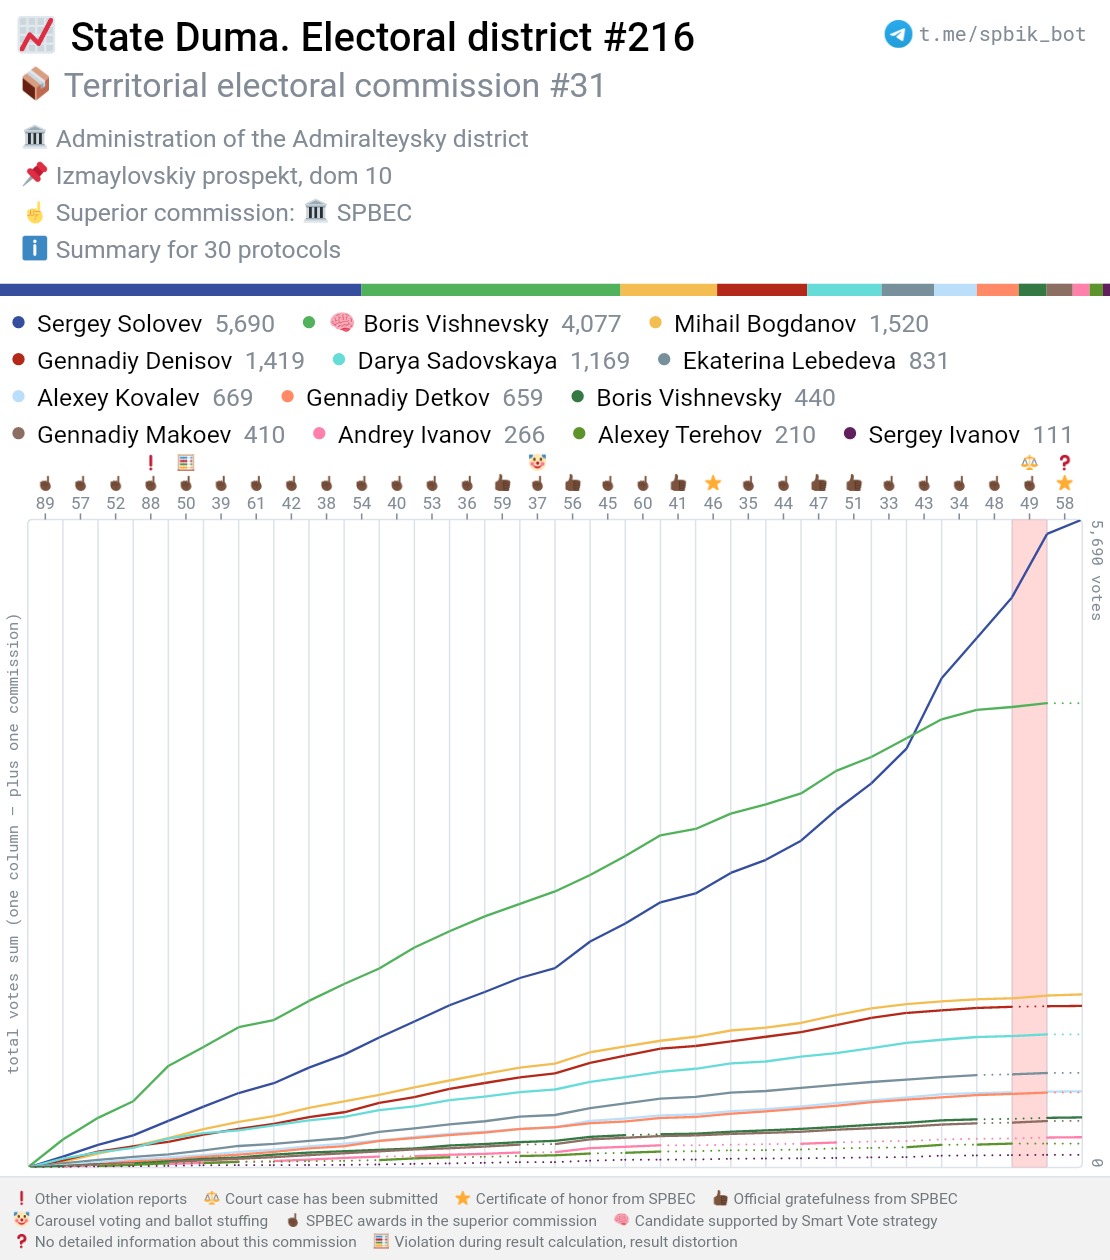 State Duma. Electoral district #216
t.me/spbik_bot
Territorial electoral commission #31
Administration of the Admiralteysky district
Izmaylovskiy prospekt, dom 10
Superior commission: SPBEC
Summary for 30 protocols
Sergey Solovev 5,690 Boris Vishnevsky 4,077 Mihail Bogdanov 1,520
Gennadiy Denisov 1,419 Darya Sadovskaya 1,169 Ekaterina Lebedeva 831
Alexey Kovalev 669 Gennadiy Detkov 659 Boris Vishnevsky 440
Gennadiy Makoev 410 Andrey Ivanov 266 Alexey Terehov 210 Sergey Ivanov 111
89 57 52 88 50 39 61 42 38 54 40 53 36 59 37 56 45 60 41 46 35 44 47 51 33 43 34 48 49 58
5,690 votes
total votes sum (one column – plus one commission)
0
Other violation reports Court case has been submitted Certificate of honor from SPBEC Official gratefulness from SPBEC
Carousel voting and ballot stuffing SPBEC awards in the superior commission Candidate supported by Smart Vote strategy
No detailed information about this commission Violation during result calculation, result distortion